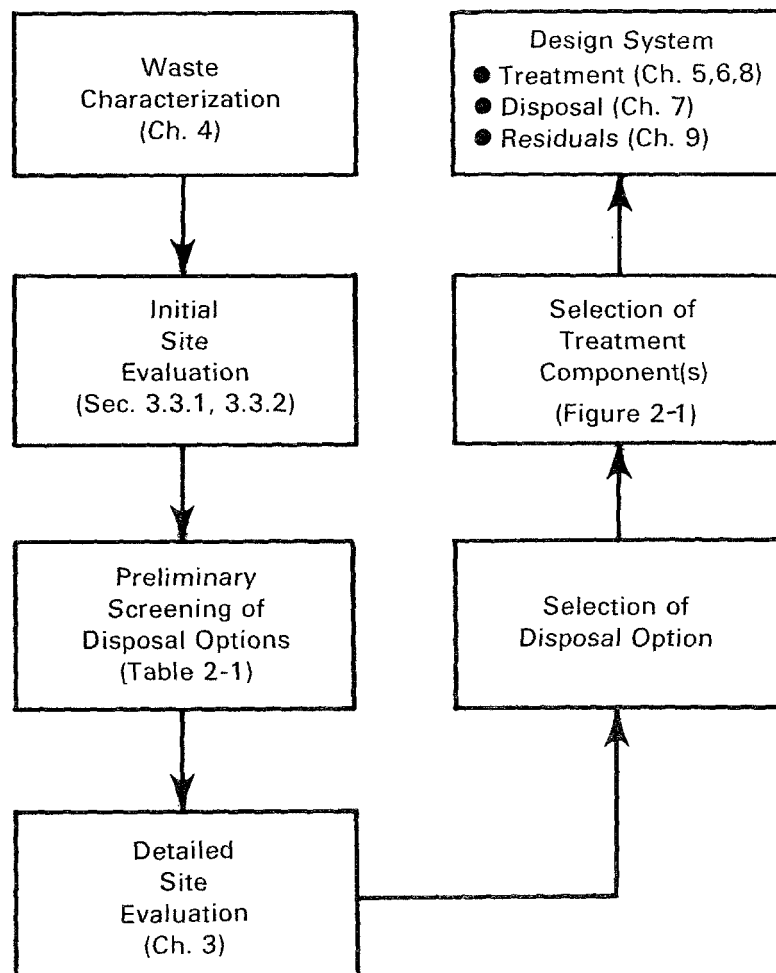 Waste
Characterization
(Ch. 4)
Initial
Site
Evaluation
(Sec. 3.3.1, 3.3.2)
Preliminary
Screening of
Disposal Options
(Table 2-1)
Detailed
Site
Evaluation
(Ch. 3)
Selection of
Disposal Option
Selection of
Treatment
Component(s)
(Figure 2-1)
Design System
● Treatment (Ch. 5,6,8)
● Disposal (Ch. 7)
● Residuals (Ch. 9)